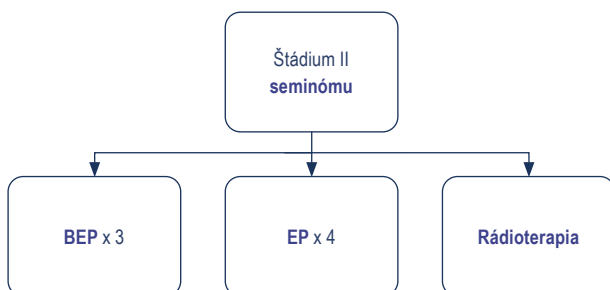 Štádium II
seminómu
BEP x 3
EP x 4
Rádioterapia